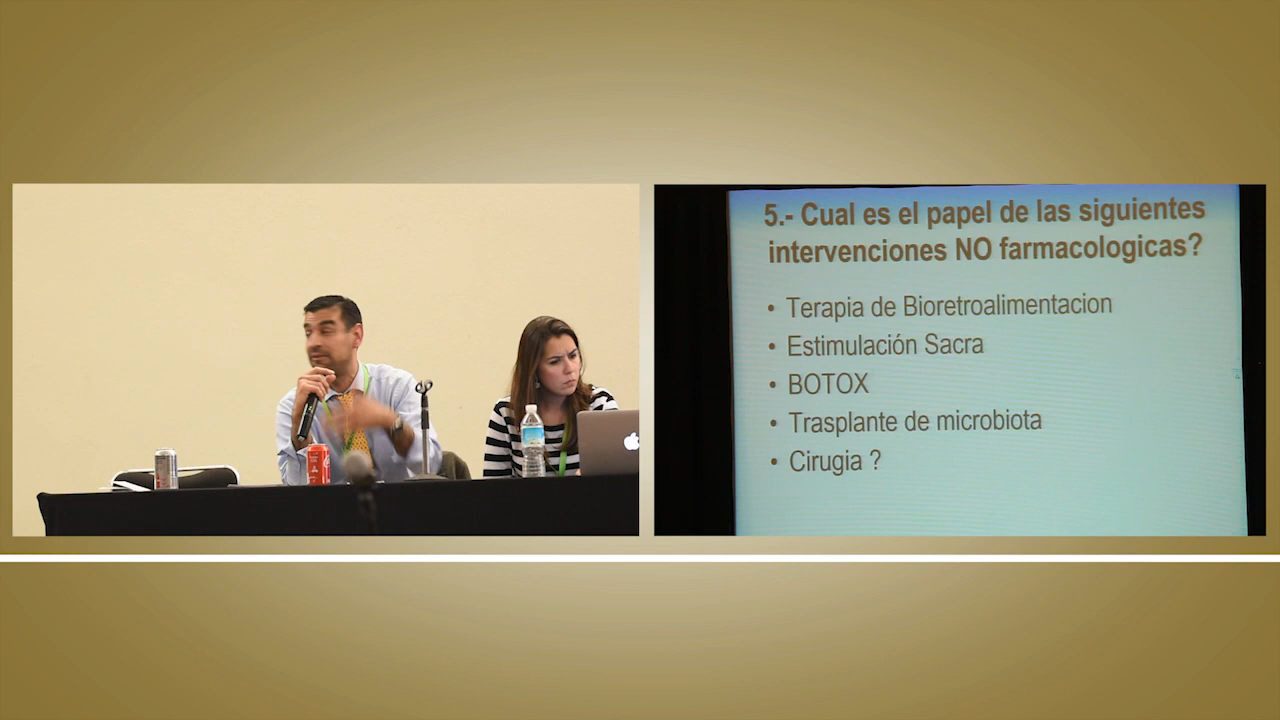 5.- Cual es el papel de las siguientes
intervenciones NO farmacologicas?
• Terapia de Bioretroalimentacion
• Estimulación Sacra
• BOTOX
• Trasplante de microbiota
• Cirugia ?